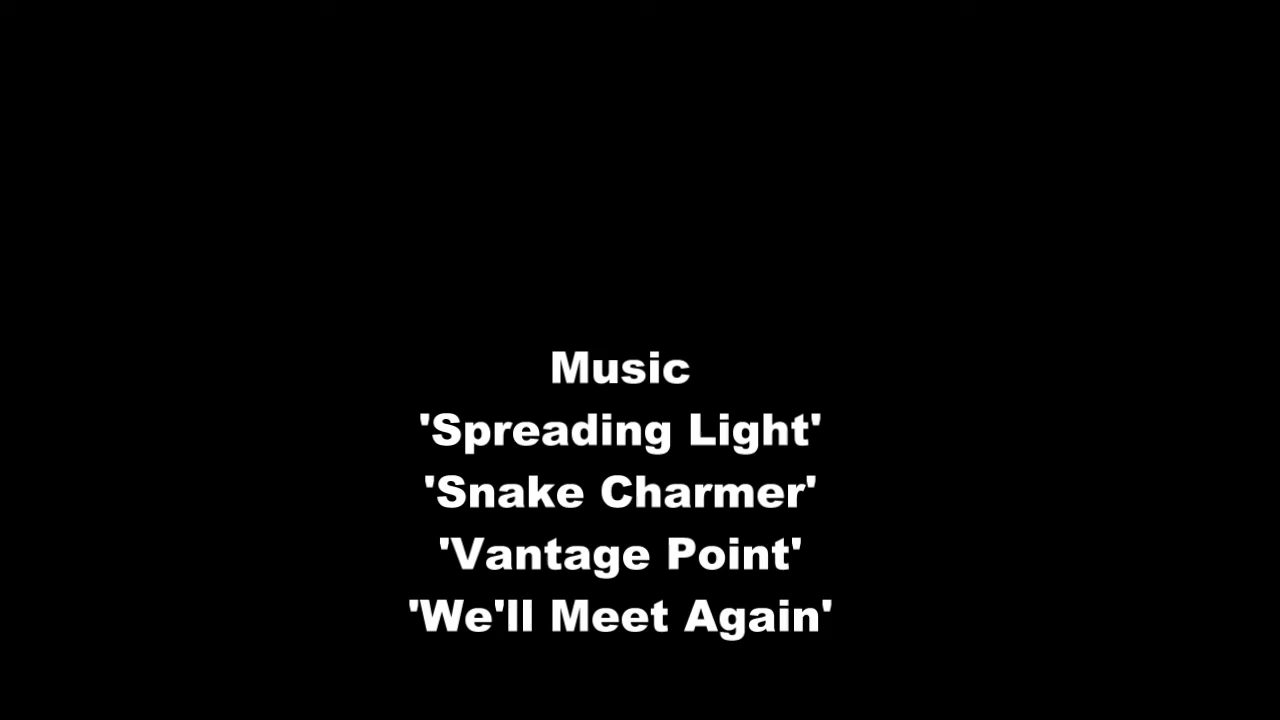 Music
'Spreading Light'
'Snake Charmer'
'Vantage Point'
'We'll Meet Again'